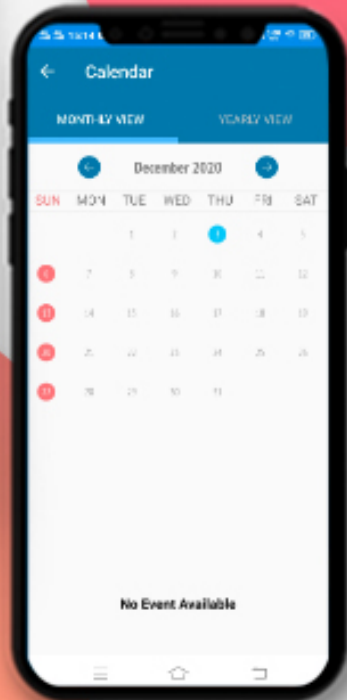 Calendar
MONTHLY VIEW YEARLY VIEW
December 2020
SUN MON TUE WED THU FRI SAT
1 2 3 4 5
6 7 8 9 10 11 12
13 14 15 16 17 18 19
20 21 22 23 24 25 26
27 28 29 30 31
No Event Available